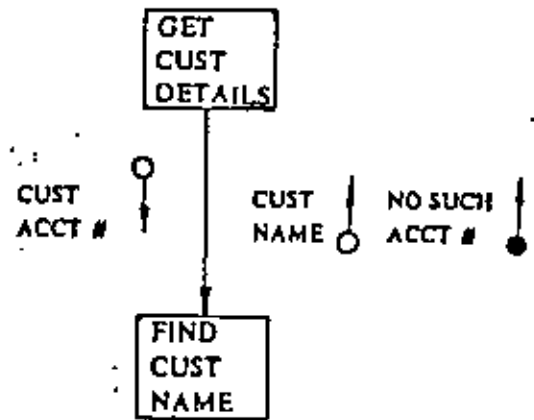 GET
CUST
DETAILS
CUST
ACCT #
CUST
NAME
NO SUCH
ACCT #
FIND
CUST
NAME